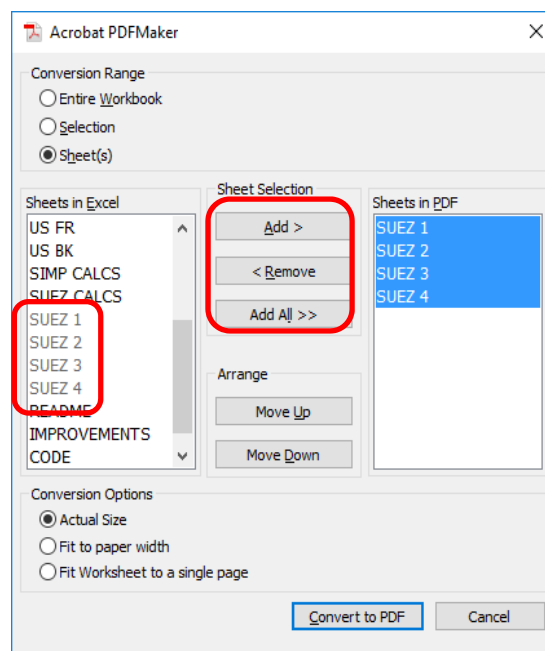 Acrobat PDFMaker
Conversion Range
Entire Workbook
Selection
Sheet(s)
Sheets in Excel
US FR
US BK
SIMP CALCS
SUEZ CALCS
SUEZ 1
SUEZ 2
SUEZ 3
SUEZ 4
README
IMPROVEMENTS
CODE
Sheet Selection
Add >
< Remove
Add All >>
Arrange
Move Up
Move Down
Sheets in PDF
SUEZ 1
SUEZ 2
SUEZ 3
SUEZ 4
Conversion Options
Actual Size
Fit to paper width
Fit Worksheet to a single page
Convert to PDF
Cancel